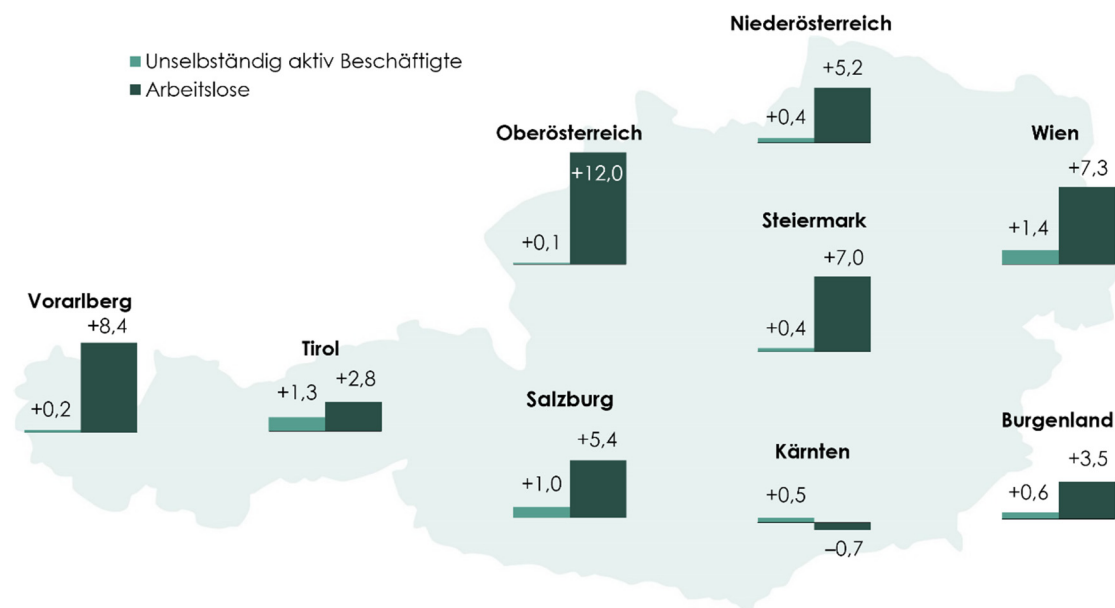 Unselbständig aktiv Beschäftigte
Arbeitslose
Niederösterreich
+0,4
+5,2
Oberösterreich
+0,1
+12,0
Wien
+1,4
+7,3
Steiermark
+0,4
+7,0
Vorarlberg
+0,2
+8,4
Tirol
+1,3
+2,8
Salzburg
+1,0
+5,4
Kärnten
+0,5
–0,7
Burgenland
+0,6
+3,5